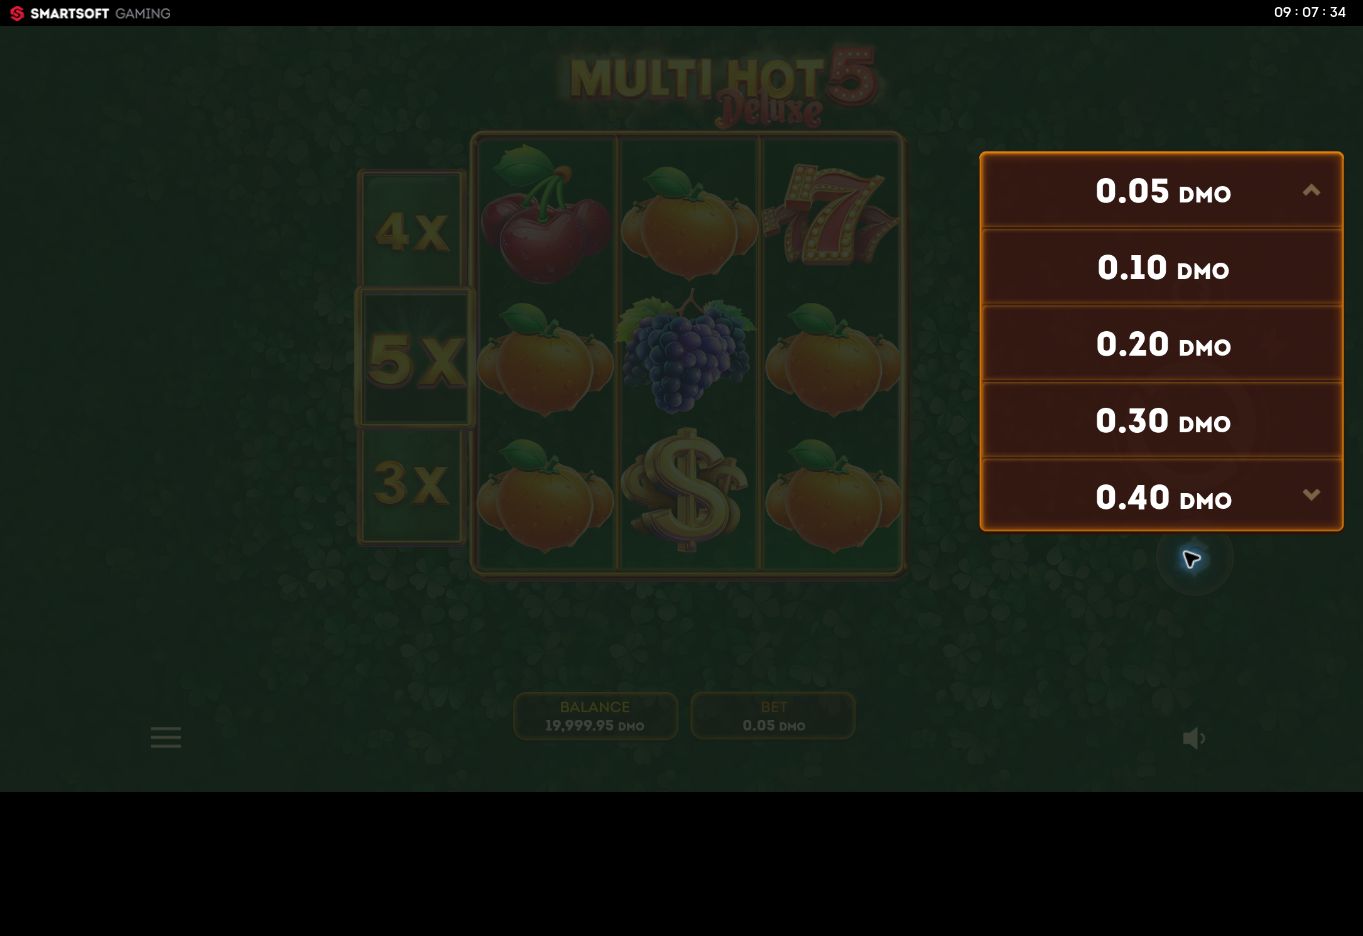 SMARTSOFT GAMING
09 : 07 : 34
MULTI HOT 5
Deluxe
4X
5X
3X
0.05 DMO
0.10 DMO
0.20 DMO
0.30 DMO
0.40 DMO
BALANCE
19,999.95 DMO
BET
0.05 DMO